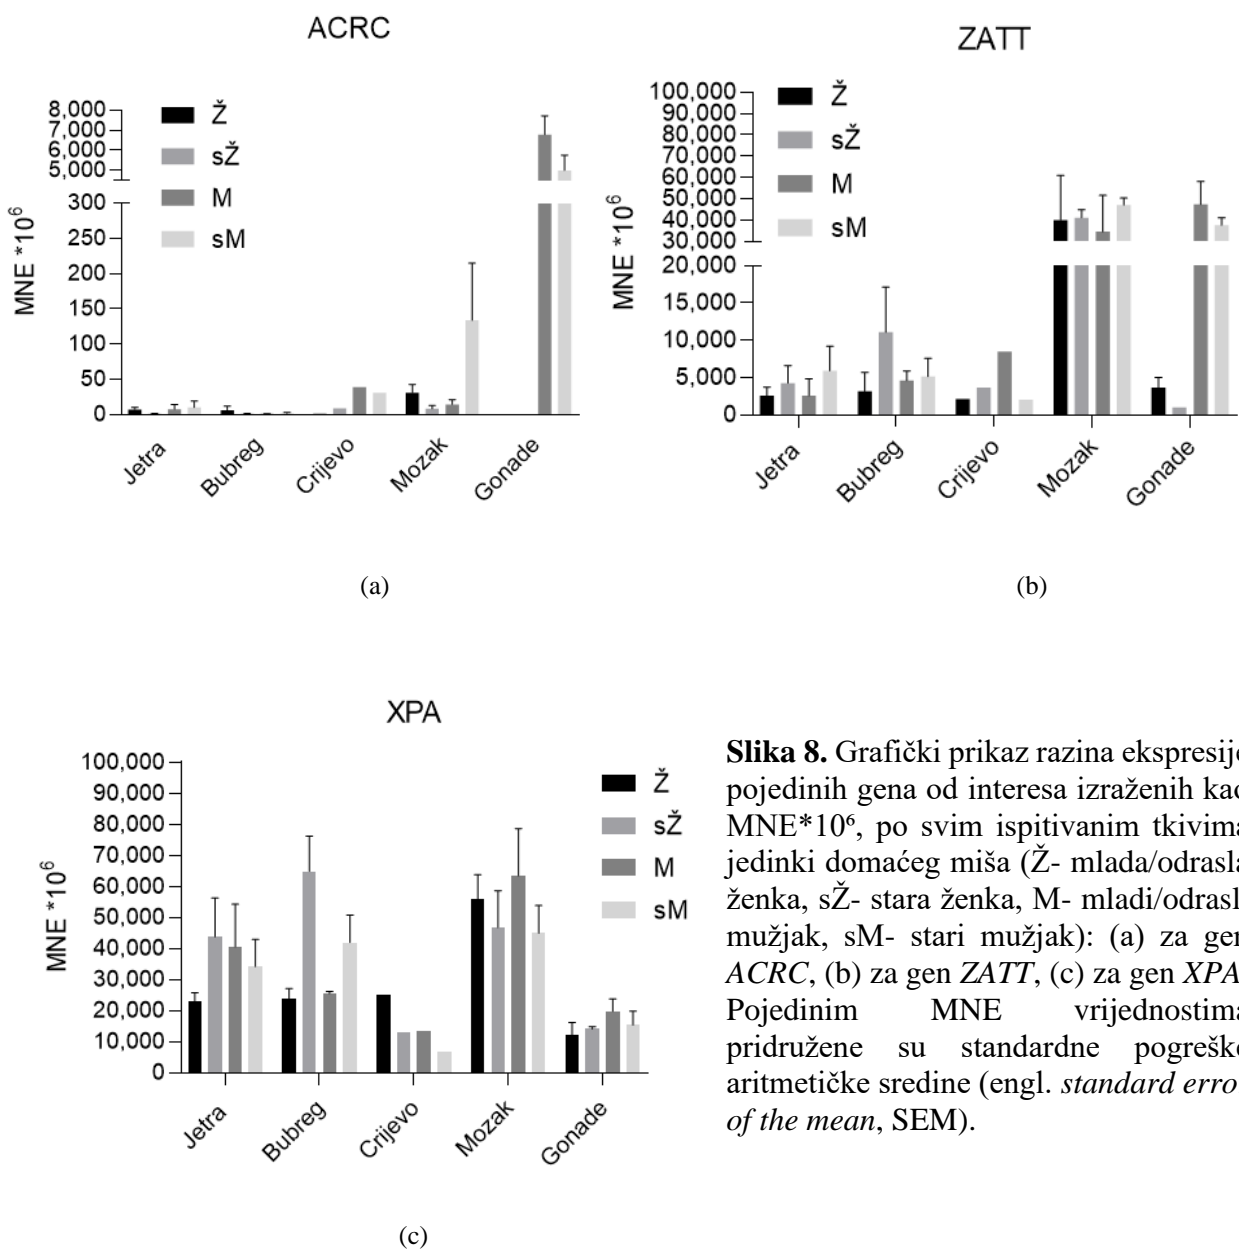 ACRC
8,000
7,000
6,000
5,000
300
250
200
150
100
50
0
MNE *10⁶
Ž
sŽ
M
sM
Jetra
Bubreg
Crijevo
Mozak
Gonade
(a)
ZATT
100,000
90,000
80,000
70,000
60,000
50,000
40,000
30,000
20,000
15,000
10,000
5,000
0
MNE *10⁶
Ž
sŽ
M
sM
Jetra
Bubreg
Crijevo
Mozak
Gonade
(b)
XPA
100,000
90,000
80,000
70,000
60,000
50,000
40,000
30,000
20,000
10,000
0
MNE *10⁶
Ž
sŽ
M
sM
Jetra
Bubreg
Crijevo
Mozak
Gonade
(c)
Slika 8. Grafički prikaz razina ekspresije
pojedinih gena od interesa izraženih kao
MNE*10⁶, po svim ispitivanim tkivima
jedinki domaćeg miša (Ž- mlada/odrasla
ženka, sŽ- stara ženka, M- mladi/odrasli
mužjak, sM- stari mužjak): (a) za gen
ACRC, (b) za gen ZATT, (c) za gen XPA
Pojedinim MNE vrijednostima
pridružene su standardne pogreške
aritmetičke sredine (engl. standard error
of the mean, SEM).